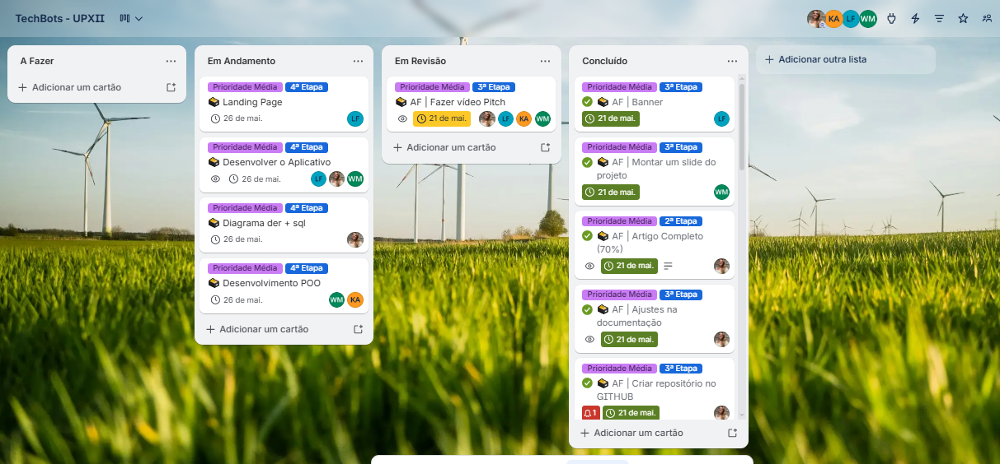 TechBots - UPXII
KA
LF
WM
A Fazer
Adicionar um cartão
Em Andamento
Prioridade Média 4ª Etapa
Landing Page
26 de mai.
LF
Prioridade Média 4ª Etapa
Desenvolver o Aplicativo
26 de mai.
LF
WM
Prioridade Média 4ª Etapa
Diagrama der + sql
26 de mai.
Prioridade Média 4ª Etapa
Desenvolvimento POO
26 de mai.
WM
KA
Adicionar um cartão
Em Revisão
Prioridade Média 3ª Etapa
AF | Fazer vídeo Pitch
21 de mai.
LF
KA
WM
Adicionar um cartão
Concluído
Prioridade Média 3ª Etapa
AF | Banner
21 de mai.
LF
Prioridade Média 3ª Etapa
AF | Montar um slide do
projeto
21 de mai.
WM
Prioridade Média 2ª Etapa
AF | Artigo Completo
(70%)
21 de mai.
Prioridade Média 3ª Etapa
AF | Ajustes na
documentação
21 de mai.
Prioridade Média 3ª Etapa
AF | Criar repositório no
GITHUB
1
21 de mai.
Adicionar um cartão
Adicionar outra lista